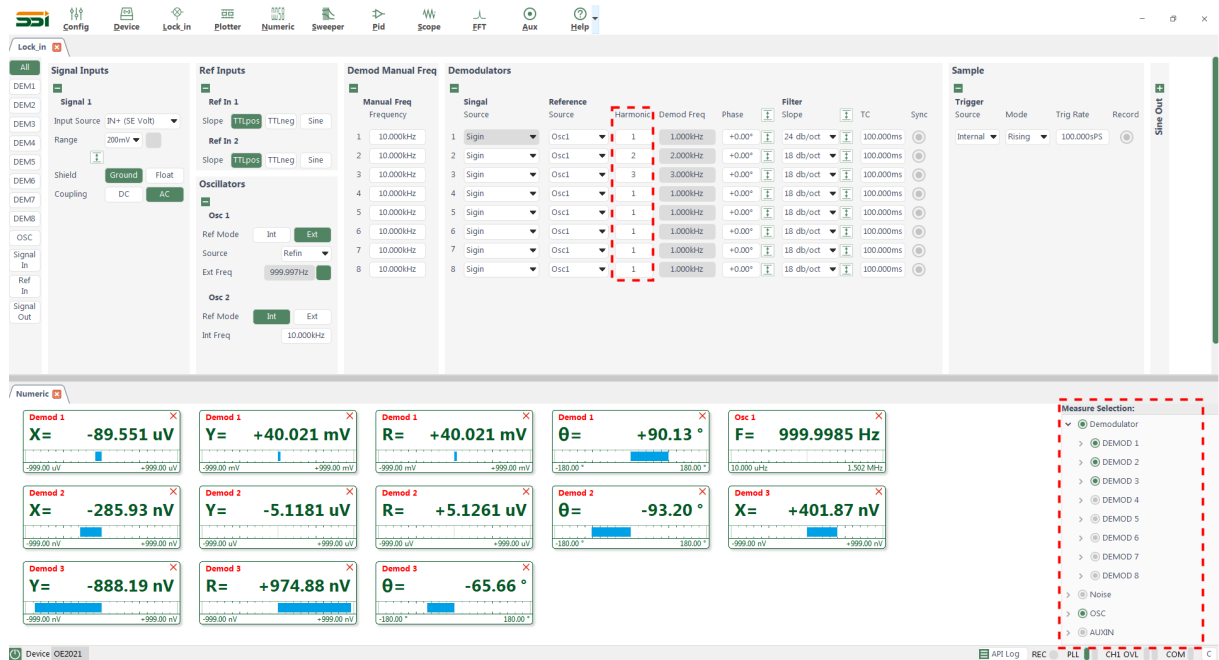 SSI Config Device Lock_in Plotter Numeric Sweeper Pid Scope FFT Aux Help
Lock_in
All Signal Inputs Ref Inputs Demod Manual Freq Demodulators Sample
DEM1
DEM2 Signal 1 Ref In 1 Manual Freq Singal Reference Filter Trigger Sine Out
Frequency Source Source Harmonic Demod Freq Phase Slope TC Sync Source Mode Trig Rate Record
DEM3 Input Source IN+ (SE Volt) Slope TTLpos TTLneg Sine
DEM4 Range 200mV Ref In 2 1 10.000kHz 1 Sigin Osc1 1 1.000kHz +0.00° 24 db/oct 100.000ms Internal Rising 100.000sPS
DEM5 Slope TTLpos TTLneg Sine 2 10.000kHz 2 Sigin Osc1 2 2.000kHz +0.00° 18 db/oct 100.000ms
DEM6 Shield Ground Float Oscillators 3 10.000kHz 3 Sigin Osc1 3 3.000kHz +0.00° 18 db/oct 100.000ms
DEM7 Coupling DC AC 4 10.000kHz 4 Sigin Osc1 1 1.000kHz +0.00° 18 db/oct 100.000ms
DEM8 Osc 1 5 10.000kHz 5 Sigin Osc1 1 1.000kHz +0.00° 18 db/oct 100.000ms
OSC Ref Mode Int Ext 6 10.000kHz 6 Sigin Osc1 1 1.000kHz +0.00° 18 db/oct 100.000ms
Signal In Source Refin 7 10.000kHz 7 Sigin Osc1 1 1.000kHz +0.00° 18 db/oct 100.000ms
Ref In Ext Freq 999.997Hz 8 10.000kHz 8 Sigin Osc1 1 1.000kHz +0.00° 18 db/oct 100.000ms
Signal Out Osc 2
Ref Mode Int Ext
Int Freq 10.000kHz
Numeric
Demod 1 Demod 1 Demod 1 Demod 1 Osc 1
X= -89.551 uV Y= +40.021 mV R= +40.021 mV θ= +90.13 ° F= 999.9985 Hz
-999.00 uV +999.00 uV -999.00 mV +999.00 mV -999.00 mV +999.00 mV -180.00 ° 180.00 ° 10.000 uHz 1.502 MHz
Demod 2 Demod 2 Demod 2 Demod 2 Demod 3
X= -285.93 nV Y= -5.1181 uV R= +5.1261 uV θ= -93.20 ° X= +401.87 nV
-999.00 nV +999.00 nV -999.00 uV +999.00 uV -999.00 uV +999.00 uV -180.00 ° 180.00 ° -999.00 nV +999.00 nV
Demod 3 Demod 3 Demod 3
Y= -888.19 nV R= +974.88 nV θ= -65.66 °
-999.00 nV +999.00 nV -999.00 nV +999.00 nV -180.00 ° 180.00 °
Measure Selection:
Demodulator
DEMOD 1
DEMOD 2
DEMOD 3
DEMOD 4
DEMOD 5
DEMOD 6
DEMOD 7
DEMOD 8
Noise
OSC
AUXIN
Device OE2021 API Log REC PLL CH1 OVL COM C